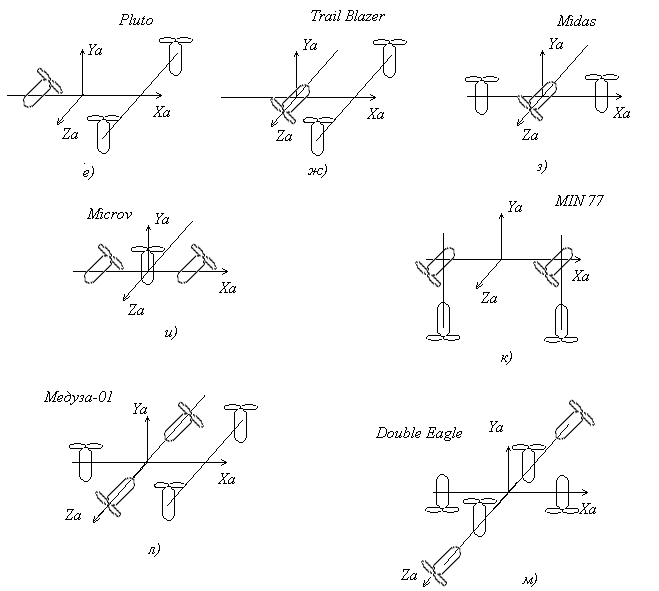 Pluto
Ya
Xa
Za
е)
Trail Blazer
Ya
Xa
Za
ж)
Midas
Ya
Xa
Za
з)
Microv
Ya
Xa
Za
и)
MIN 77
Ya
Xa
Za
к)
Медуза-01
Ya
Xa
Za
л)
Double Eagle
Ya
Xa
Za
м)